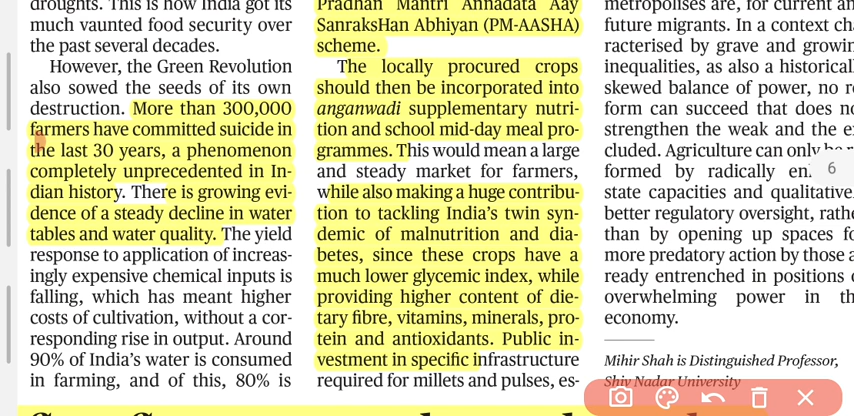 droughts. This is how India got its
much vaunted food security over
the past several decades.
However, the Green Revolution
also sowed the seeds of its own
destruction. More than 300,000
farmers have committed suicide in
the last 30 years, a phenomenon
completely unprecedented in In-
dian history. There is growing evi-
dence of a steady decline in water
tables and water quality. The yield
response to application of increas-
ingly expensive chemical inputs is
falling, which has meant higher
costs of cultivation, without a cor-
responding rise in output. Around
90% of India's water is consumed
in farming, and of this, 80% is
Pradhan Mantri Annadata Aay
SanraksHan Abhiyan (PM-AASHA)
scheme.
The locally procured crops
should then be incorporated into
anganwadi supplementary nutri-
tion and school mid-day meal pro-
grammes. This would mean a large
and steady market for farmers,
while also making a huge contribu-
tion to tackling India's twin syn-
demic of malnutrition and dia-
betes, since these crops have a
much lower glycemic index, while
providing higher content of die-
tary fibre, vitamins, minerals, pro-
tein and antioxidants. Public in-
vestment in specific infrastructure
required for millets and pulses, es-
metropolises are, for current an
future migrants. In a context cha
racterised by grave and growin
inequalities, as also a historical
skewed balance of power, no re
form can succeed that does no
strengthen the weak and the e
cluded. Agriculture can only
formed by radically en
state capacities and qualitative
better regulatory oversight, rathe
than by opening up spaces fo
more predatory action by those a
ready entrenched in positions o
overwhelming power in th
economy.
Mihir Shah is Distinguished Professor,
Shiv Nadar University
6